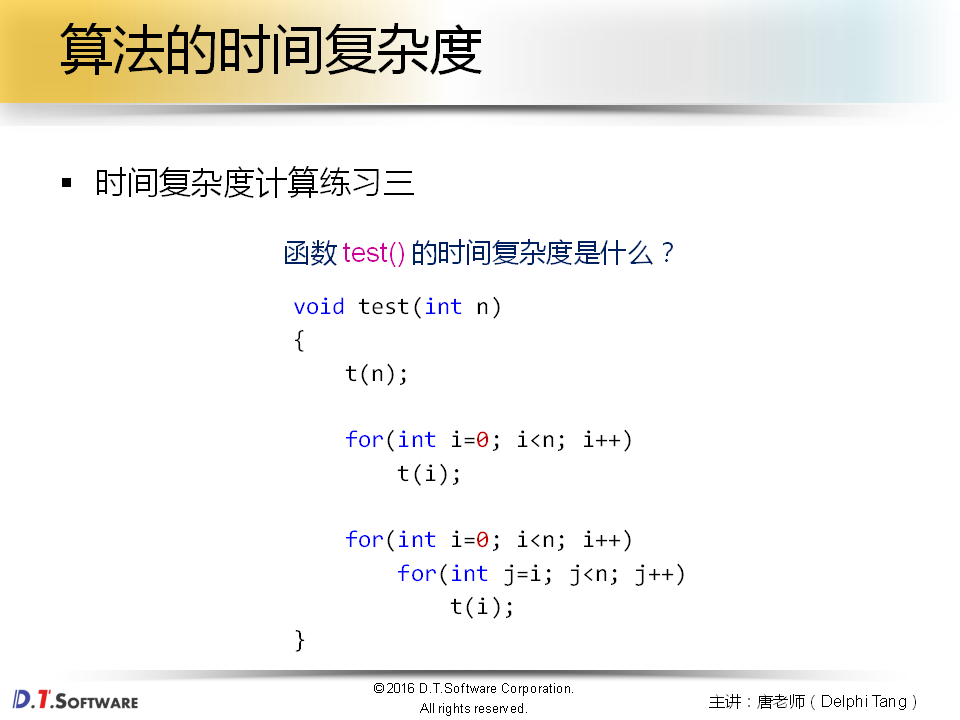 算法的时间复杂度
▪ 时间复杂度计算练习三
函数 test() 的时间复杂度是什么？
void test(int n)
{
    t(n);
    for(int i=0; i<n; i++)
        t(i);
    for(int i=0; i<n; i++)
        for(int j=i; j<n; j++)
            t(i);
}
D.T.SOFTWARE
©2016 D.T.Software Corporation.
All rights reserved.
主讲：唐老师（Delphi Tang）